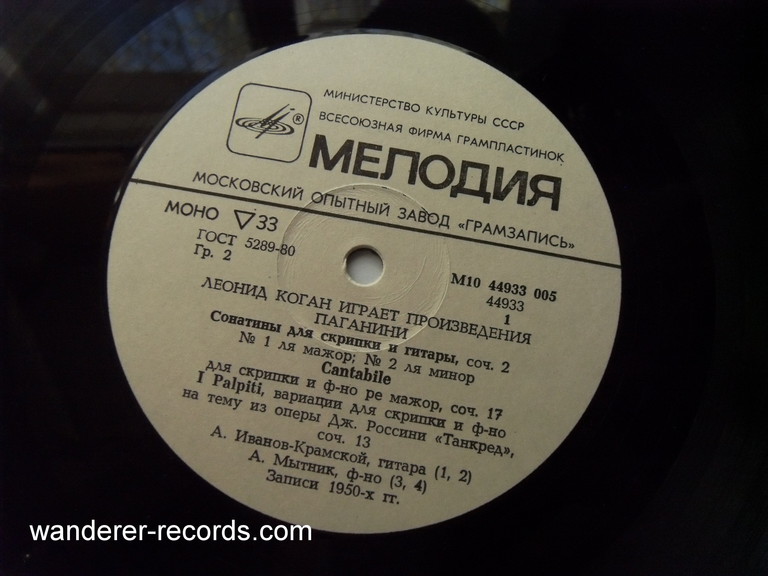 МИНИСТЕРСТВО КУЛЬТУРЫ СССР
ВСЕСОЮЗНАЯ ФИРМА ГРАМПЛАСТИНОК
®
МЕЛОДИЯ
МОСКОВСКИЙ ОПЫТНЫЙ ЗАВОД «ГРАМЗАПИСЬ»
МОНО ▽33
ГОСТ 5289-80
Гр. 2
М10 44933 005
44933
1
ЛЕОНИД КОГАН ИГРАЕТ ПРОИЗВЕДЕНИЯ
ПАГАНИНИ
Сонатины для скрипки и гитары, соч. 2
№ 1 ля мажор; № 2 ля минор
Cantabile
для скрипки и ф-но ре мажор, соч. 17
I Palpiti, вариации для скрипки и ф-но
на тему из оперы Дж. Россини «Танкред»,
соч. 13
А. Иванов-Крамской, гитара (1, 2)
А. Мытник, ф-но (3, 4)
Записи 1950-х гг.
wanderer-records.com